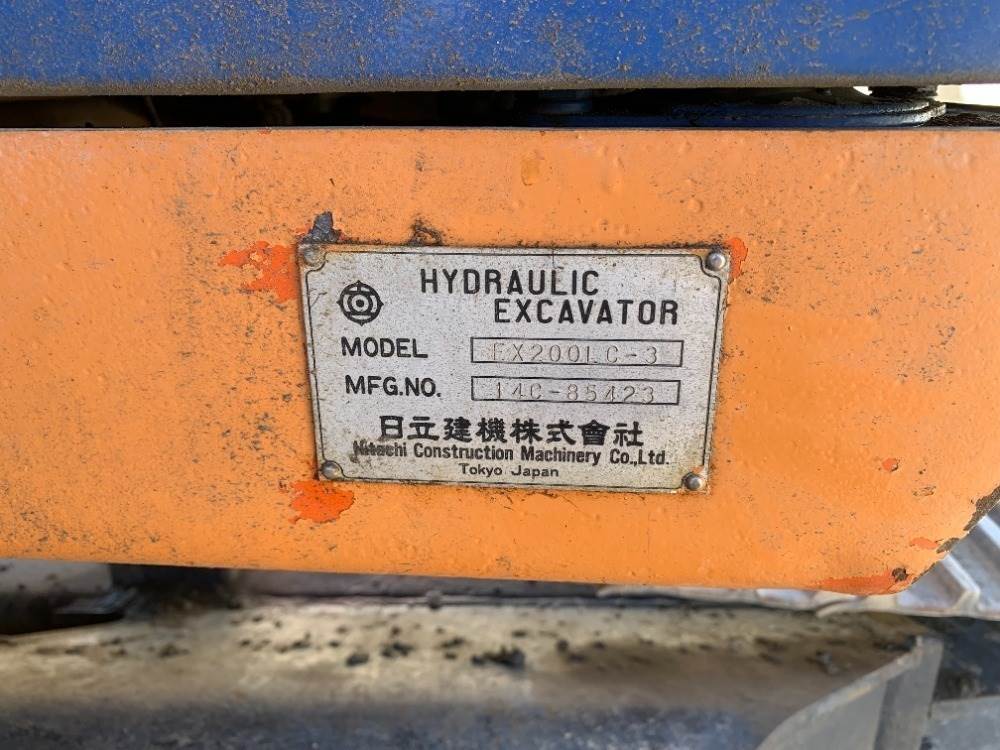 HYDRAULIC
EXCAVATOR
MODEL EX200LC-3
MFG.NO. 14C-85423
日立建機株式會社
Hitachi Construction Machinery Co.,Ltd.
Tokyo Japan